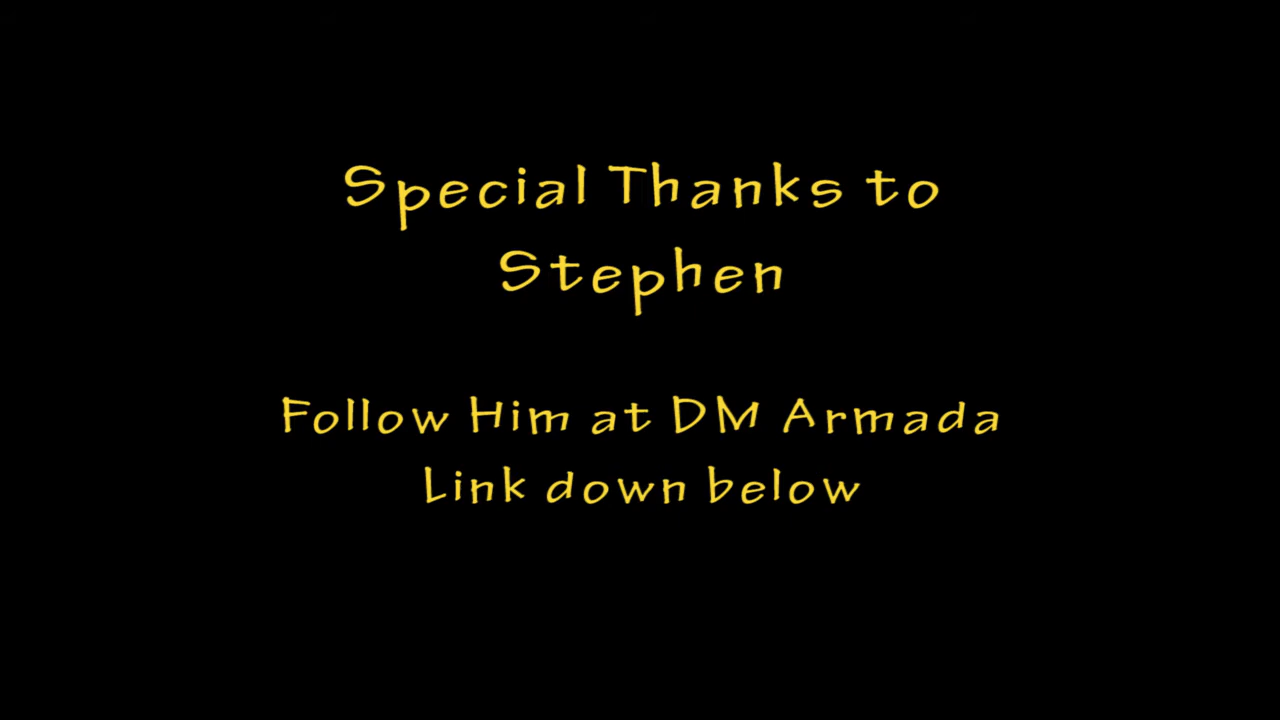 Special Thanks to
Stephen
Follow Him at DM Armada
Link down below